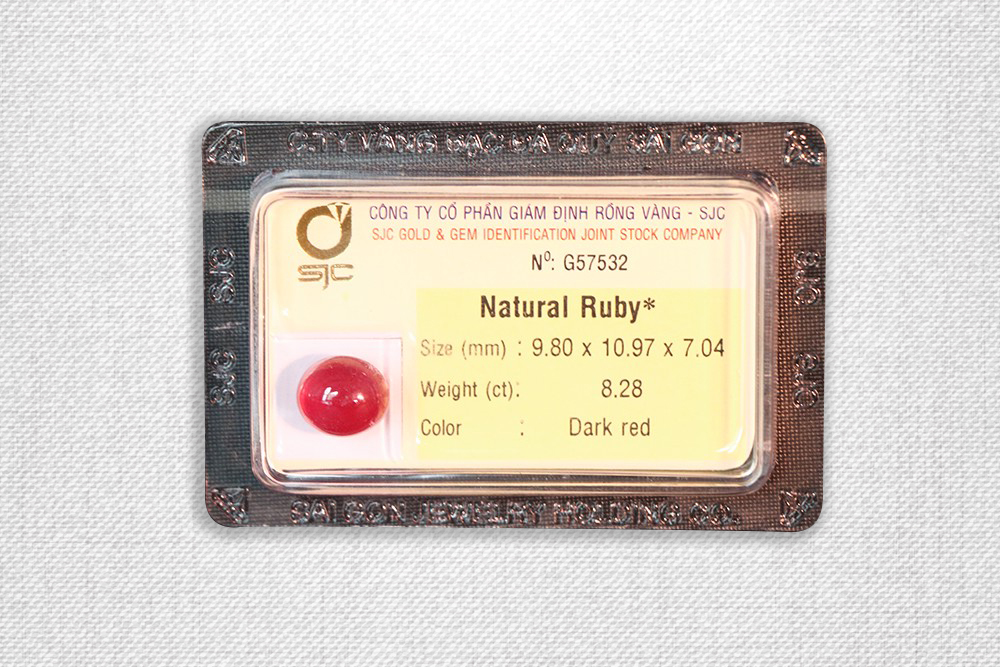 C.TY VÀNG BẠC ĐÁ QUÝ SÀI GÒN
SJC
CÔNG TY CỔ PHẦN GIÁM ĐỊNH RỒNG VÀNG - SJC
SJC GOLD & GEM IDENTIFICATION JOINT STOCK COMPANY
Nº: G57532
Natural Ruby*
Size (mm) : 9.80 x 10.97 x 7.04
Weight (ct): 8.28
Color : Dark red
SJC
SJC
SJC
SJC
SAI GON JEWELRY HOLDING CO.